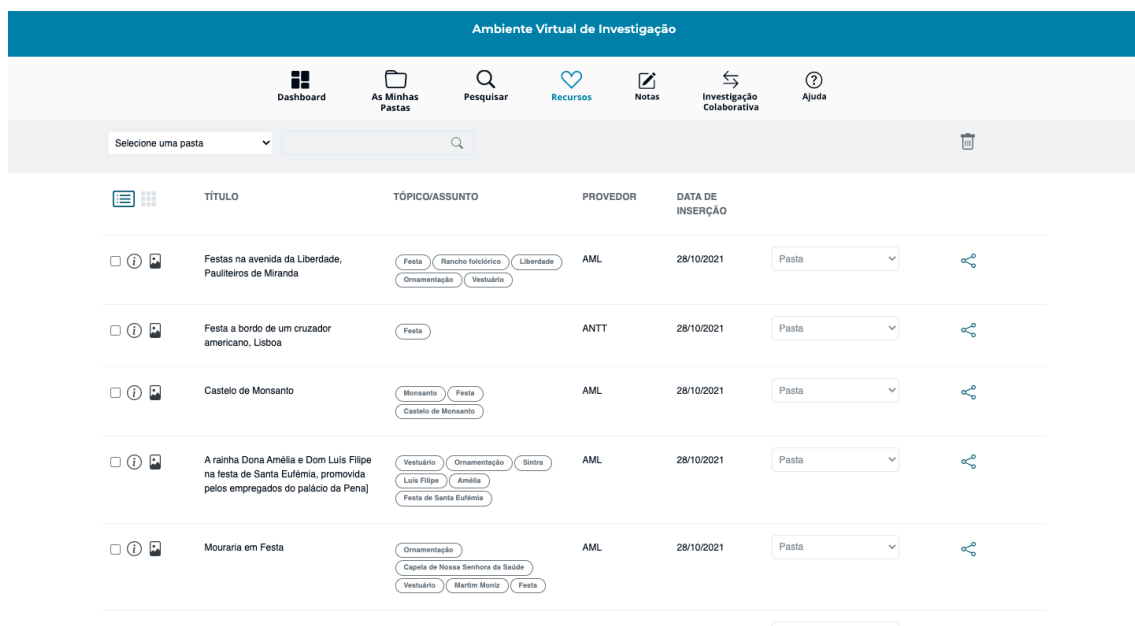 Ambiente Virtual de Investigação
Dashboard
As Minhas
Pastas
Pesquisar
Recursos
Notas
Investigação
Colaborativa
Ajuda
Selecione uma pasta
TÍTULO
TÓPICO/ASSUNTO
PROVEDOR
DATA DE
INSERÇÃO
Festas na avenida da Liberdade,
Pauliteiros de Miranda
Festa
Rancho folclórico
Liberdade
Ornamentação
Vestuário
AML
28/10/2021
Pasta
Festa a bordo de um cruzador
americano, Lisboa
Festa
ANTT
28/10/2021
Pasta
Castelo de Monsanto
Monsanto
Festa
Castelo de Monsanto
AML
28/10/2021
Pasta
A rainha Dona Amélia e Dom Luís Filipe
na festa de Santa Eufémia, promovida
pelos empregados do palácio da Pena]
Vestuário
Ornamentação
Sintra
Luís Filipe
Amélia
Festa de Santa Eufémia
AML
28/10/2021
Pasta
Mouraria em Festa
Ornamentação
Capela de Nossa Senhora da Saúde
Vestuário
Martim Moniz
Festa
AML
28/10/2021
Pasta